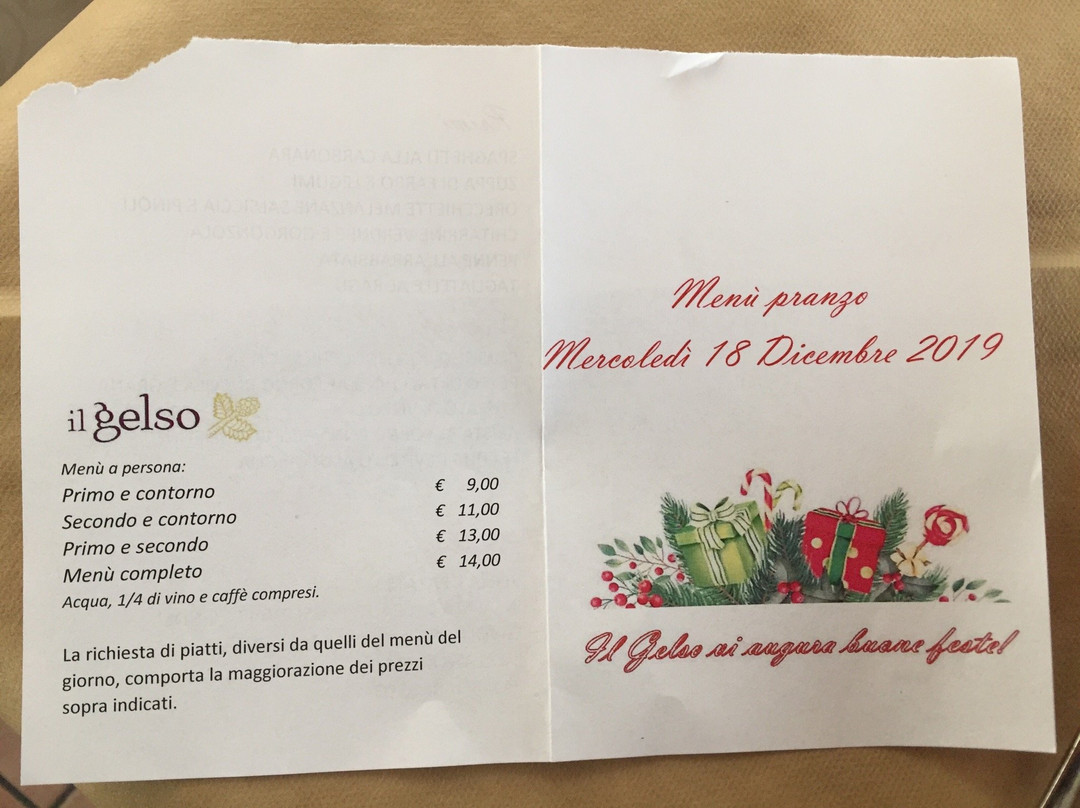 il gelso
Menù a persona:
Primo e contorno € 9,00
Secondo e contorno € 11,00
Primo e secondo € 13,00
Menù completo € 14,00
Acqua, 1/4 di vino e caffè compresi.
La richiesta di piatti, diversi da quelli del menù del
giorno, comporta la maggiorazione dei prezzi
sopra indicati.
Menù pranzo
Mercoledì 18 Dicembre 2019
Il Gelso vi augura buone feste!